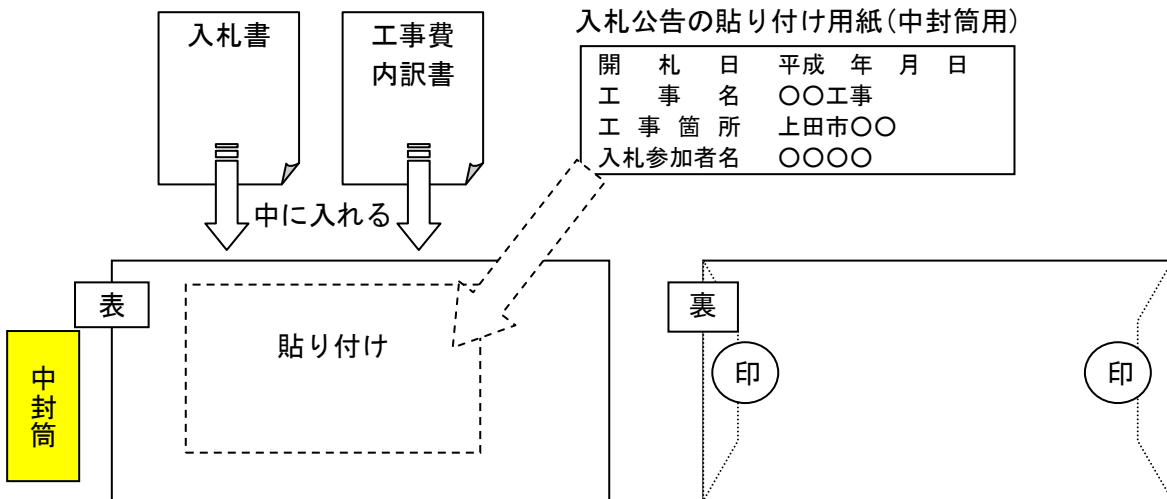 入札書
工事費
内訳書
入札公告の貼り付け用紙(中封筒用)
開札日 平成 年 月 日
工事名 〇〇工事
工事箇所 上田市〇〇
入札参加者名 〇〇〇〇
中に入れる
表
貼り付け
中封筒
裏
印
印